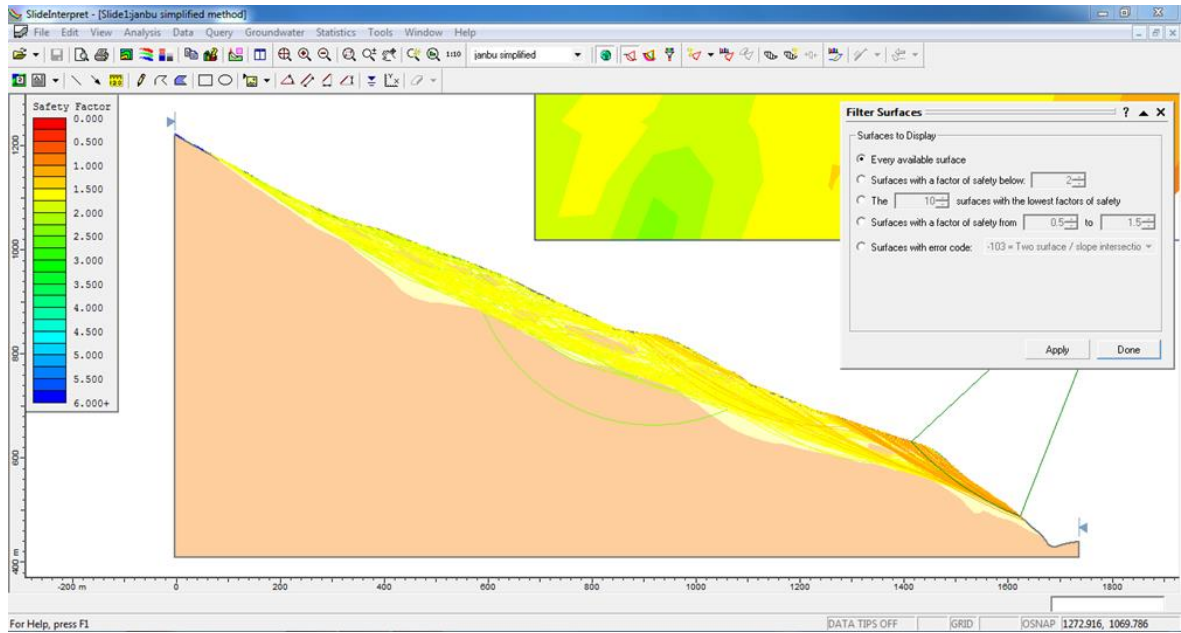 SlideInterpret - [Slide1:janbu simplified method]
File Edit View Analysis Data Query Groundwater Statistics Tools Window Help
1:10 janbu simplified
Safety Factor
0.000
0.500
1.000
1.500
2.000
2.500
3.000
3.500
4.000
4.500
5.000
5.500
6.000+
Filter Surfaces ? X
Surfaces to Display
Every available surface
Surfaces with a factor of safety below: 2
The 10 surfaces with the lowest factors of safety
Surfaces with a factor of safety from 0.5 to 1.5
Surfaces with error code: -103 = Two surface / slope intersectio
Apply Done
1200
1000
800
600
400 m
-200 m 0 200 400 600 800 1000 1200 1400 1600 1800
For Help, press F1 DATA TIPS OFF GRID OSNAP 1272.916, 1069.786